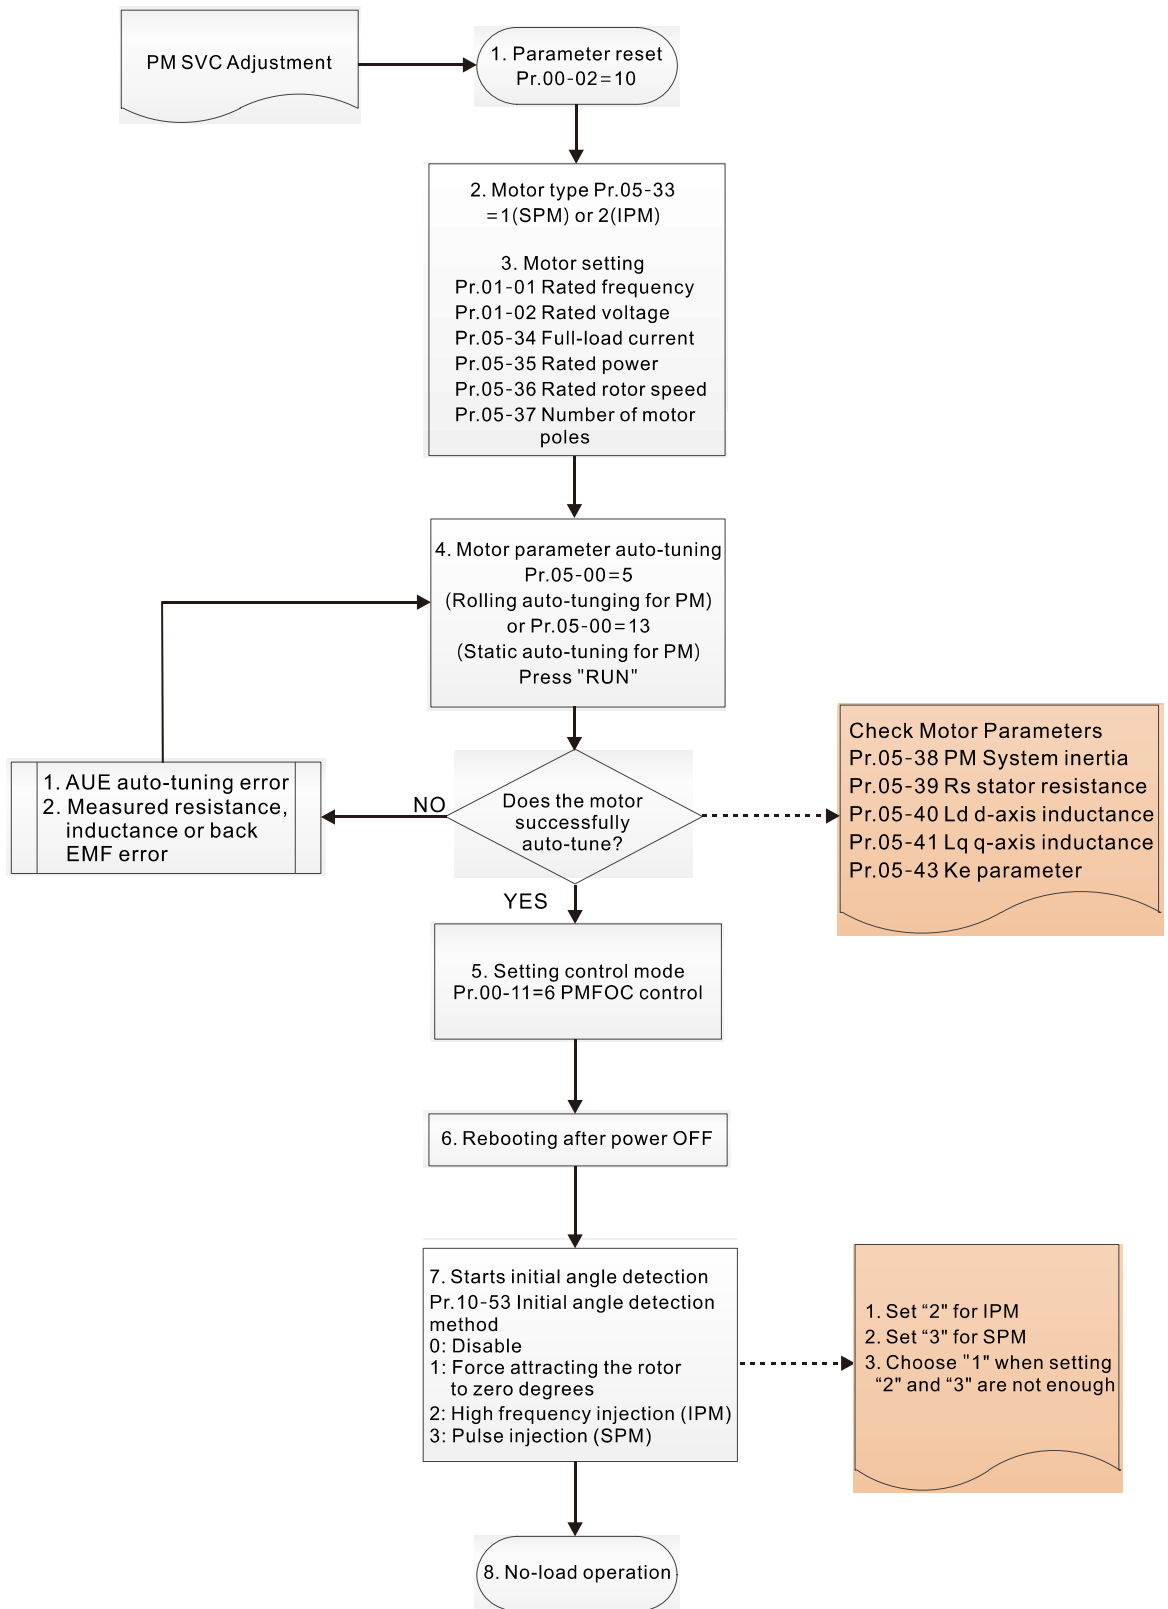 PM SVC Adjustment
1. Parameter reset
Pr.00-02=10
2. Motor type Pr.05-33
=1(SPM) or 2(IPM)
3. Motor setting
Pr.01-01 Rated frequency
Pr.01-02 Rated voltage
Pr.05-34 Full-load current
Pr.05-35 Rated power
Pr.05-36 Rated rotor speed
Pr.05-37 Number of motor
poles
4. Motor parameter auto-tuning
Pr.05-00=5
(Rolling auto-tunging for PM)
or Pr.05-00=13
(Static auto-tuning for PM)
Press "RUN"
Check Motor Parameters
Pr.05-38 PM System inertia
Pr.05-39 Rs stator resistance
Pr.05-40 Ld d-axis inductance
Pr.05-41 Lq q-axis inductance
Pr.05-43 Ke parameter
1. AUE auto-tuning error
2. Measured resistance,
inductance or back
EMF error
NO
Does the motor
successfully
auto-tune?
YES
5. Setting control mode
Pr.00-11=6 PMFOC control
6. Rebooting after power OFF
7. Starts initial angle detection
Pr.10-53 Initial angle detection
method
0: Disable
1: Force attracting the rotor
to zero degrees
2: High frequency injection (IPM)
3: Pulse injection (SPM)
1. Set “2" for IPM
2. Set “3" for SPM
3. Choose "1" when setting
“2" and “3" are not enough
8. No-load operation